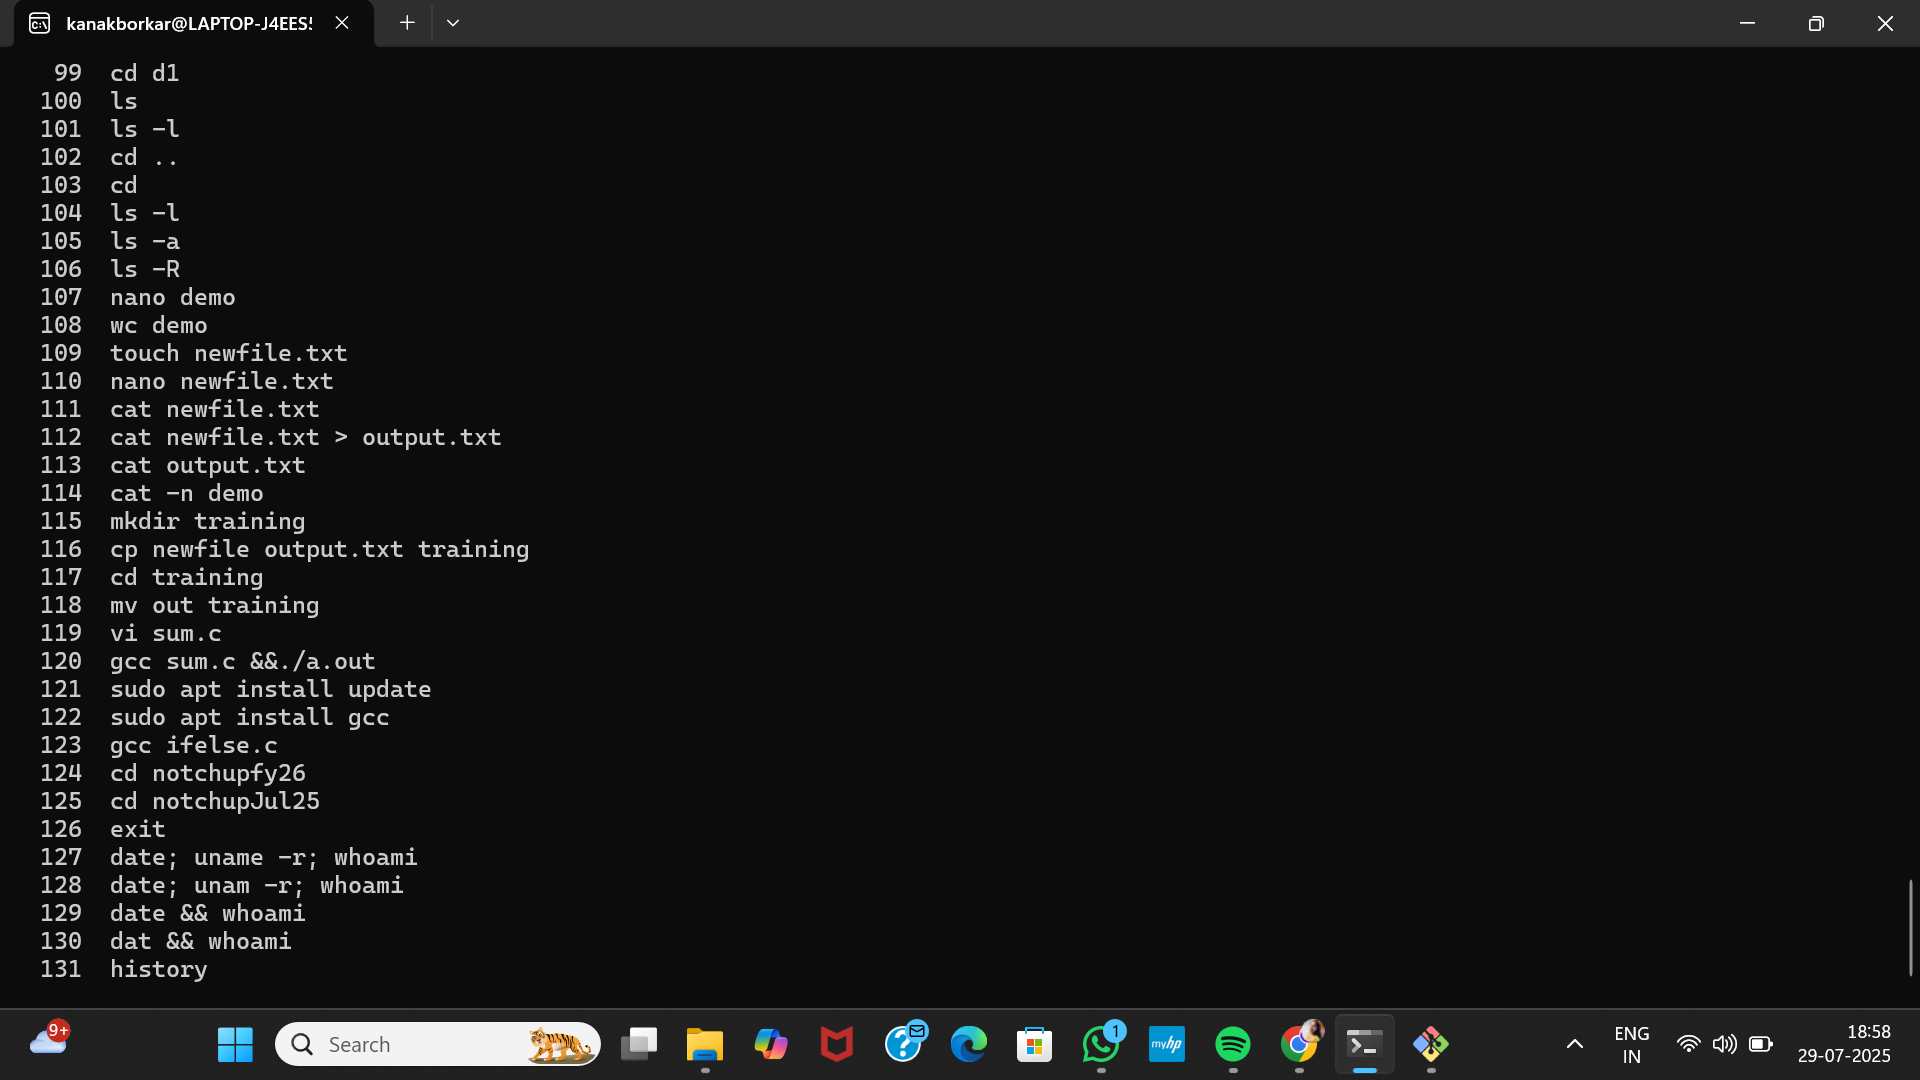 kanakborkar@LAPTOP-J4EES5
99 cd d1
100 ls
101 ls -l
102 cd ..
103 cd
104 ls -l
105 ls -a
106 ls -R
107 nano demo
108 wc demo
109 touch newfile.txt
110 nano newfile.txt
111 cat newfile.txt
112 cat newfile.txt > output.txt
113 cat output.txt
114 cat -n demo
115 mkdir training
116 cp newfile output.txt training
117 cd training
118 mv out training
119 vi sum.c
120 gcc sum.c &&./a.out
121 sudo apt install update
122 sudo apt install gcc
123 gcc ifelse.c
124 cd notchupfy26
125 cd notchupJul25
126 exit
127 date; uname -r; whoami
128 date; unam -r; whoami
129 date && whoami
130 dat && whoami
131 history
9+
Search
1
myhp
ENG
IN
18:58
29-07-2025